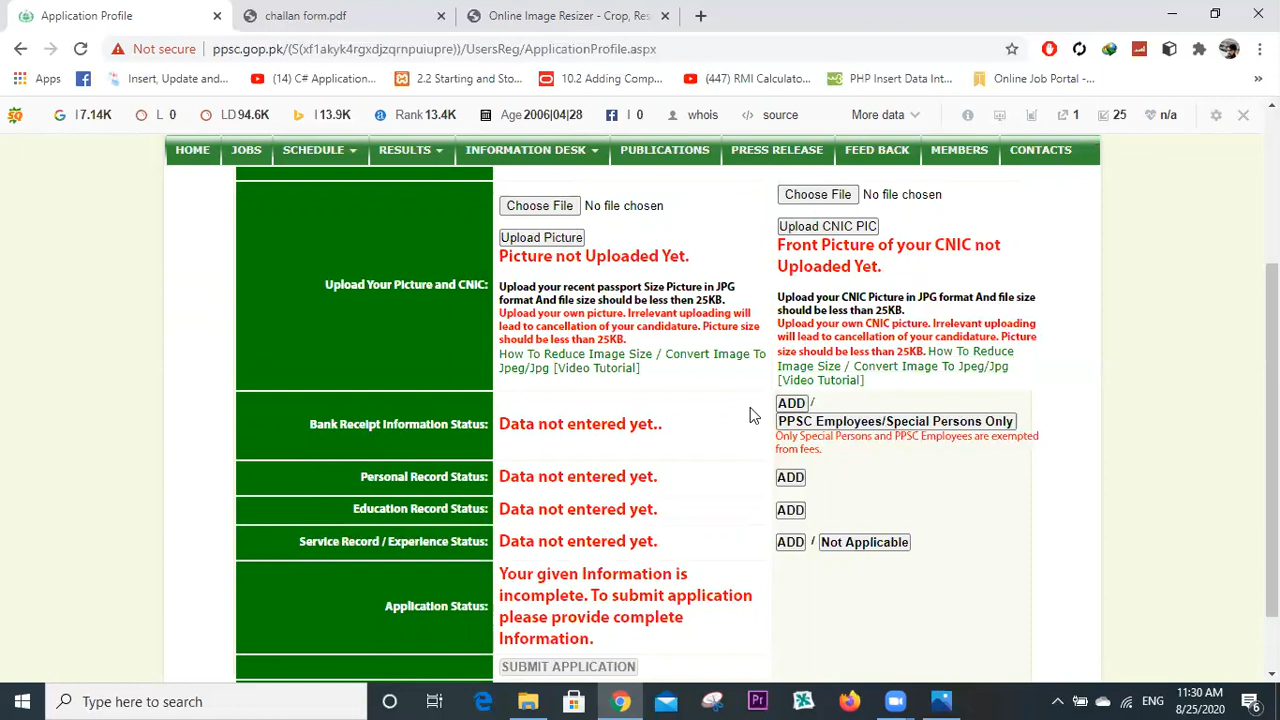 Application Profile
challan form.pdf
Online Image Resizer - Crop, Res
Not secure
ppsc.gop.pk/(S(xf1akyk4rgxdjzqrnpuiupre))/UsersReg/ApplicationProfile.aspx
Apps
Insert, Update and...
(14) C# Application...
2.2 Starting and Sto...
10.2 Adding Comp...
(447) RMI Calculato...
PHP Insert Data Int...
Online Job Portal -...
»
I 7.14K
L 0
LD 94.6K
I 13.9K
Rank 13.4K
Age 2006|04|28
I 0
whois
source
More data
1
25
n/a
HOME
JOBS
SCHEDULE
RESULTS
INFORMATION DESK
PUBLICATIONS
PRESS RELEASE
FEED BACK
MEMBERS
CONTACTS
Upload Your Picture and CNIC:
Choose File No file chosen
Upload Picture
Picture not Uploaded Yet.
Upload your recent passport Size Picture in JPG
format And file size should be less then 25KB.
Upload your own picture. Irrelevant uploading will
lead to cancellation of your candidature. Picture size
should be less than 25KB.
How To Reduce Image Size / Convert Image To
Jpeg/Jpg [Video Tutorial]
Choose File No file chosen
Upload CNIC PIC
Front Picture of your CNIC not
Uploaded Yet.
Upload your CNIC Picture in JPG format And file size
should be less than 25KB.
Upload your own CNIC picture. Irrelevant uploading
will lead to cancellation of your candidature. Picture
size should be less than 25KB. How To Reduce
Image Size / Convert Image To Jpeg/Jpg
[Video Tutorial]
Bank Receipt Information Status:
Data not entered yet..
ADD /
PPSC Employees/Special Persons Only
Only Special Persons and PPSC Employees are exempted
from fees.
Personal Record Status:
Data not entered yet.
ADD
Education Record Status:
Data not entered yet.
ADD
Service Record / Experience Status:
Data not entered yet.
ADD / Not Applicable
Application Status:
Your given Information is
incomplete. To submit application
please provide complete
Information.
SUBMIT APPLICATION
Type here to search
Pr
ENG
11:30 AM
8/25/2020
6